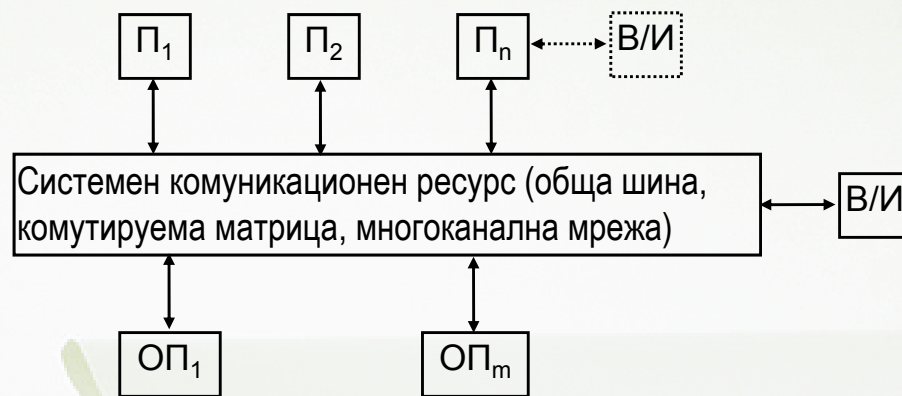 П₁
П₂
Пₙ
В/И
Системен комуникационен ресурс (обща шина,
комутируема матрица, многоканална мрежа)
В/И
ОП₁
ОПₘ